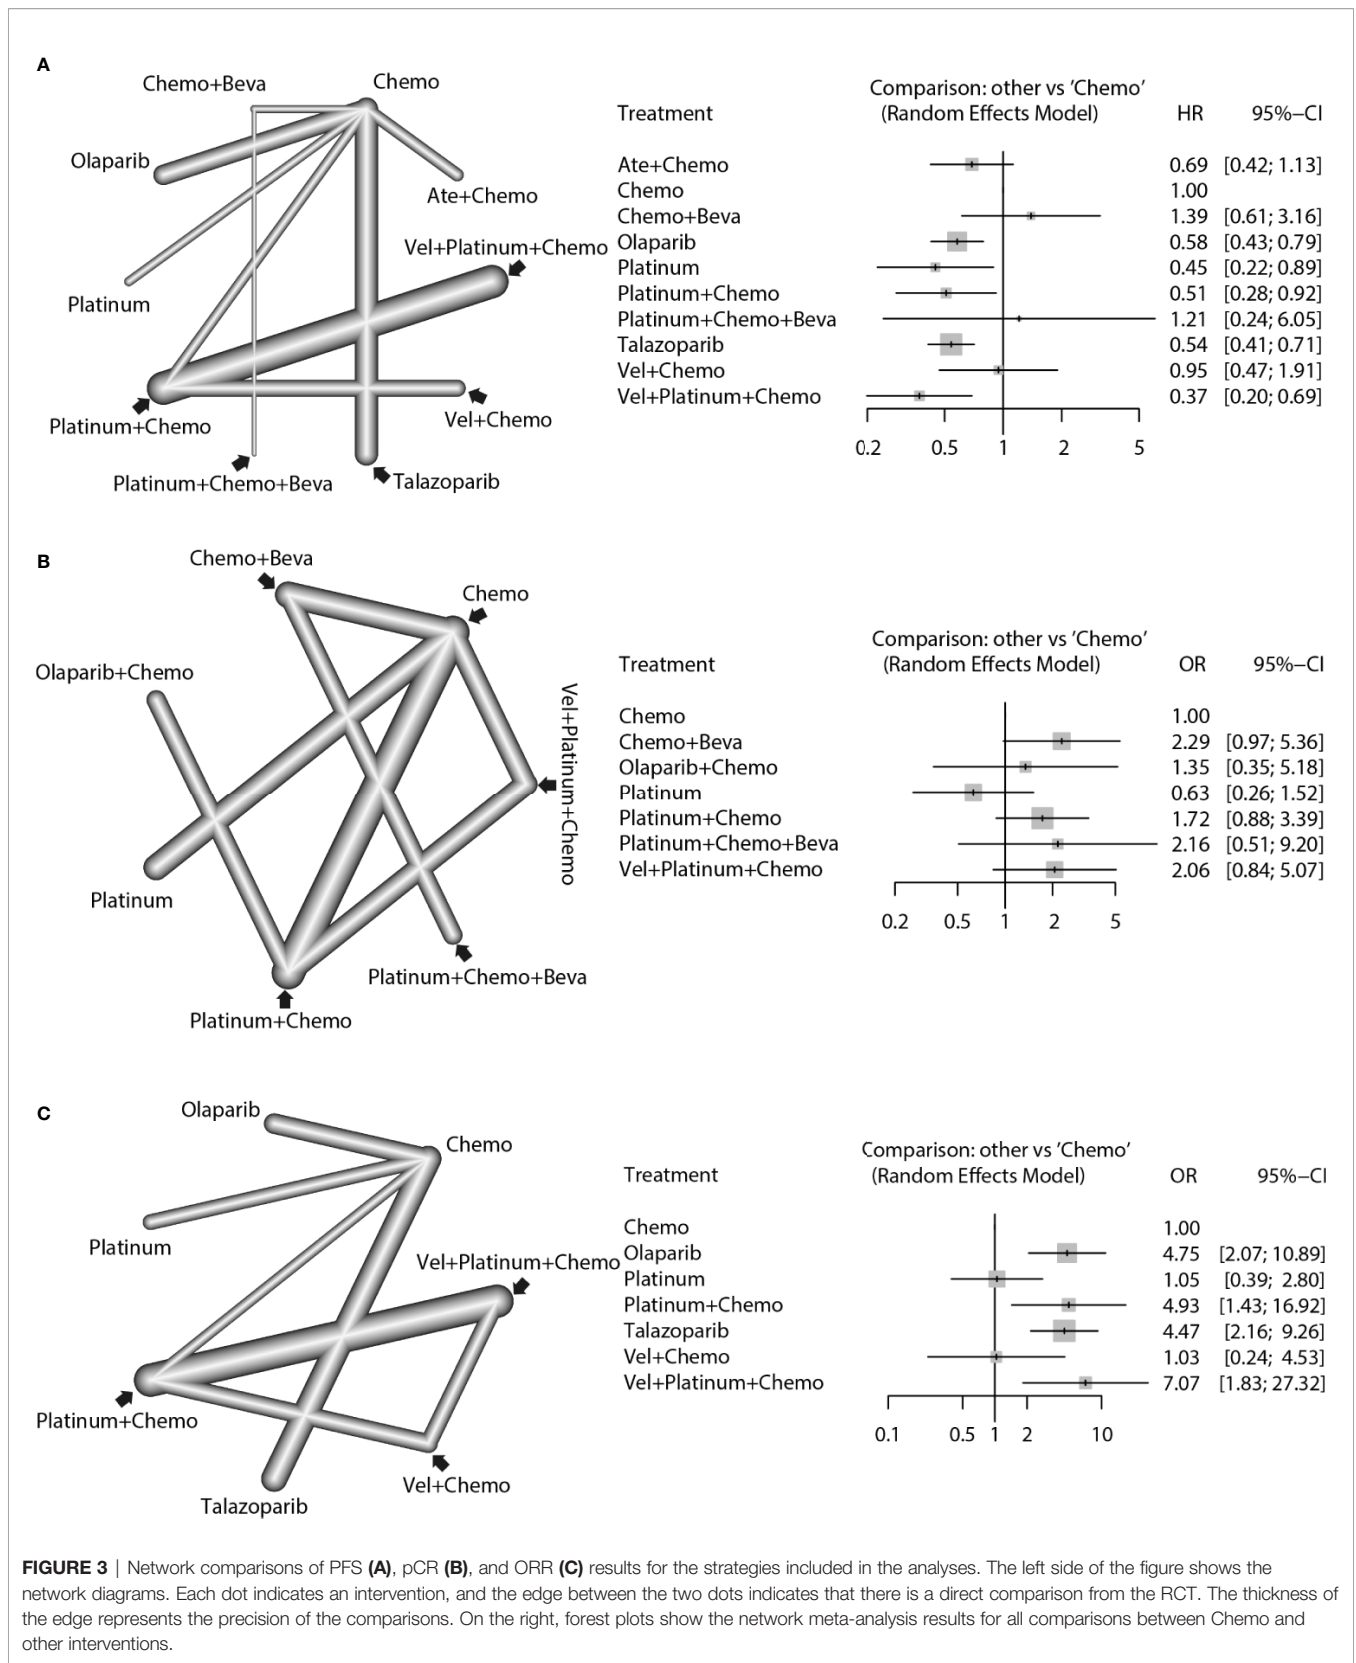 A
Chemo+Beva
Chemo
Olaparib
Ate+Chemo
Vel+Platinum+Chemo
Platinum
Platinum+Chemo
Vel+Chemo
Platinum+Chemo+Beva
Talazoparib
Comparison: other vs 'Chemo'
Treatment (Random Effects Model) HR 95%−CI
Ate+Chemo 0.69 [0.42; 1.13]
Chemo 1.00
Chemo+Beva 1.39 [0.61; 3.16]
Olaparib 0.58 [0.43; 0.79]
Platinum 0.45 [0.22; 0.89]
Platinum+Chemo 0.51 [0.28; 0.92]
Platinum+Chemo+Beva 1.21 [0.24; 6.05]
Talazoparib 0.54 [0.41; 0.71]
Vel+Chemo 0.95 [0.47; 1.91]
Vel+Platinum+Chemo 0.37 [0.20; 0.69]
0.2 0.5 1 2 5
B
Chemo+Beva
Chemo
Olaparib+Chemo
Vel+Platinum+Chemo
Platinum
Platinum+Chemo+Beva
Platinum+Chemo
Comparison: other vs 'Chemo'
Treatment (Random Effects Model) OR 95%−CI
Chemo 1.00
Chemo+Beva 2.29 [0.97; 5.36]
Olaparib+Chemo 1.35 [0.35; 5.18]
Platinum 0.63 [0.26; 1.52]
Platinum+Chemo 1.72 [0.88; 3.39]
Platinum+Chemo+Beva 2.16 [0.51; 9.20]
Vel+Platinum+Chemo 2.06 [0.84; 5.07]
0.2 0.5 1 2 5
C
Olaparib
Chemo
Platinum
Vel+Platinum+Chemo
Platinum+Chemo
Vel+Chemo
Talazoparib
Comparison: other vs 'Chemo'
Treatment (Random Effects Model) OR 95%−CI
Chemo 1.00
Olaparib 4.75 [2.07; 10.89]
Platinum 1.05 [0.39; 2.80]
Platinum+Chemo 4.93 [1.43; 16.92]
Talazoparib 4.47 [2.16; 9.26]
Vel+Chemo 1.03 [0.24; 4.53]
Vel+Platinum+Chemo 7.07 [1.83; 27.32]
0.1 0.5 1 2 10
FIGURE 3 | Network comparisons of PFS (A), pCR (B), and ORR (C) results for the strategies included in the analyses. The left side of the figure shows the
network diagrams. Each dot indicates an intervention, and the edge between the two dots indicates that there is a direct comparison from the RCT. The thickness of
the edge represents the precision of the comparisons. On the right, forest plots show the network meta-analysis results for all comparisons between Chemo and
other interventions.